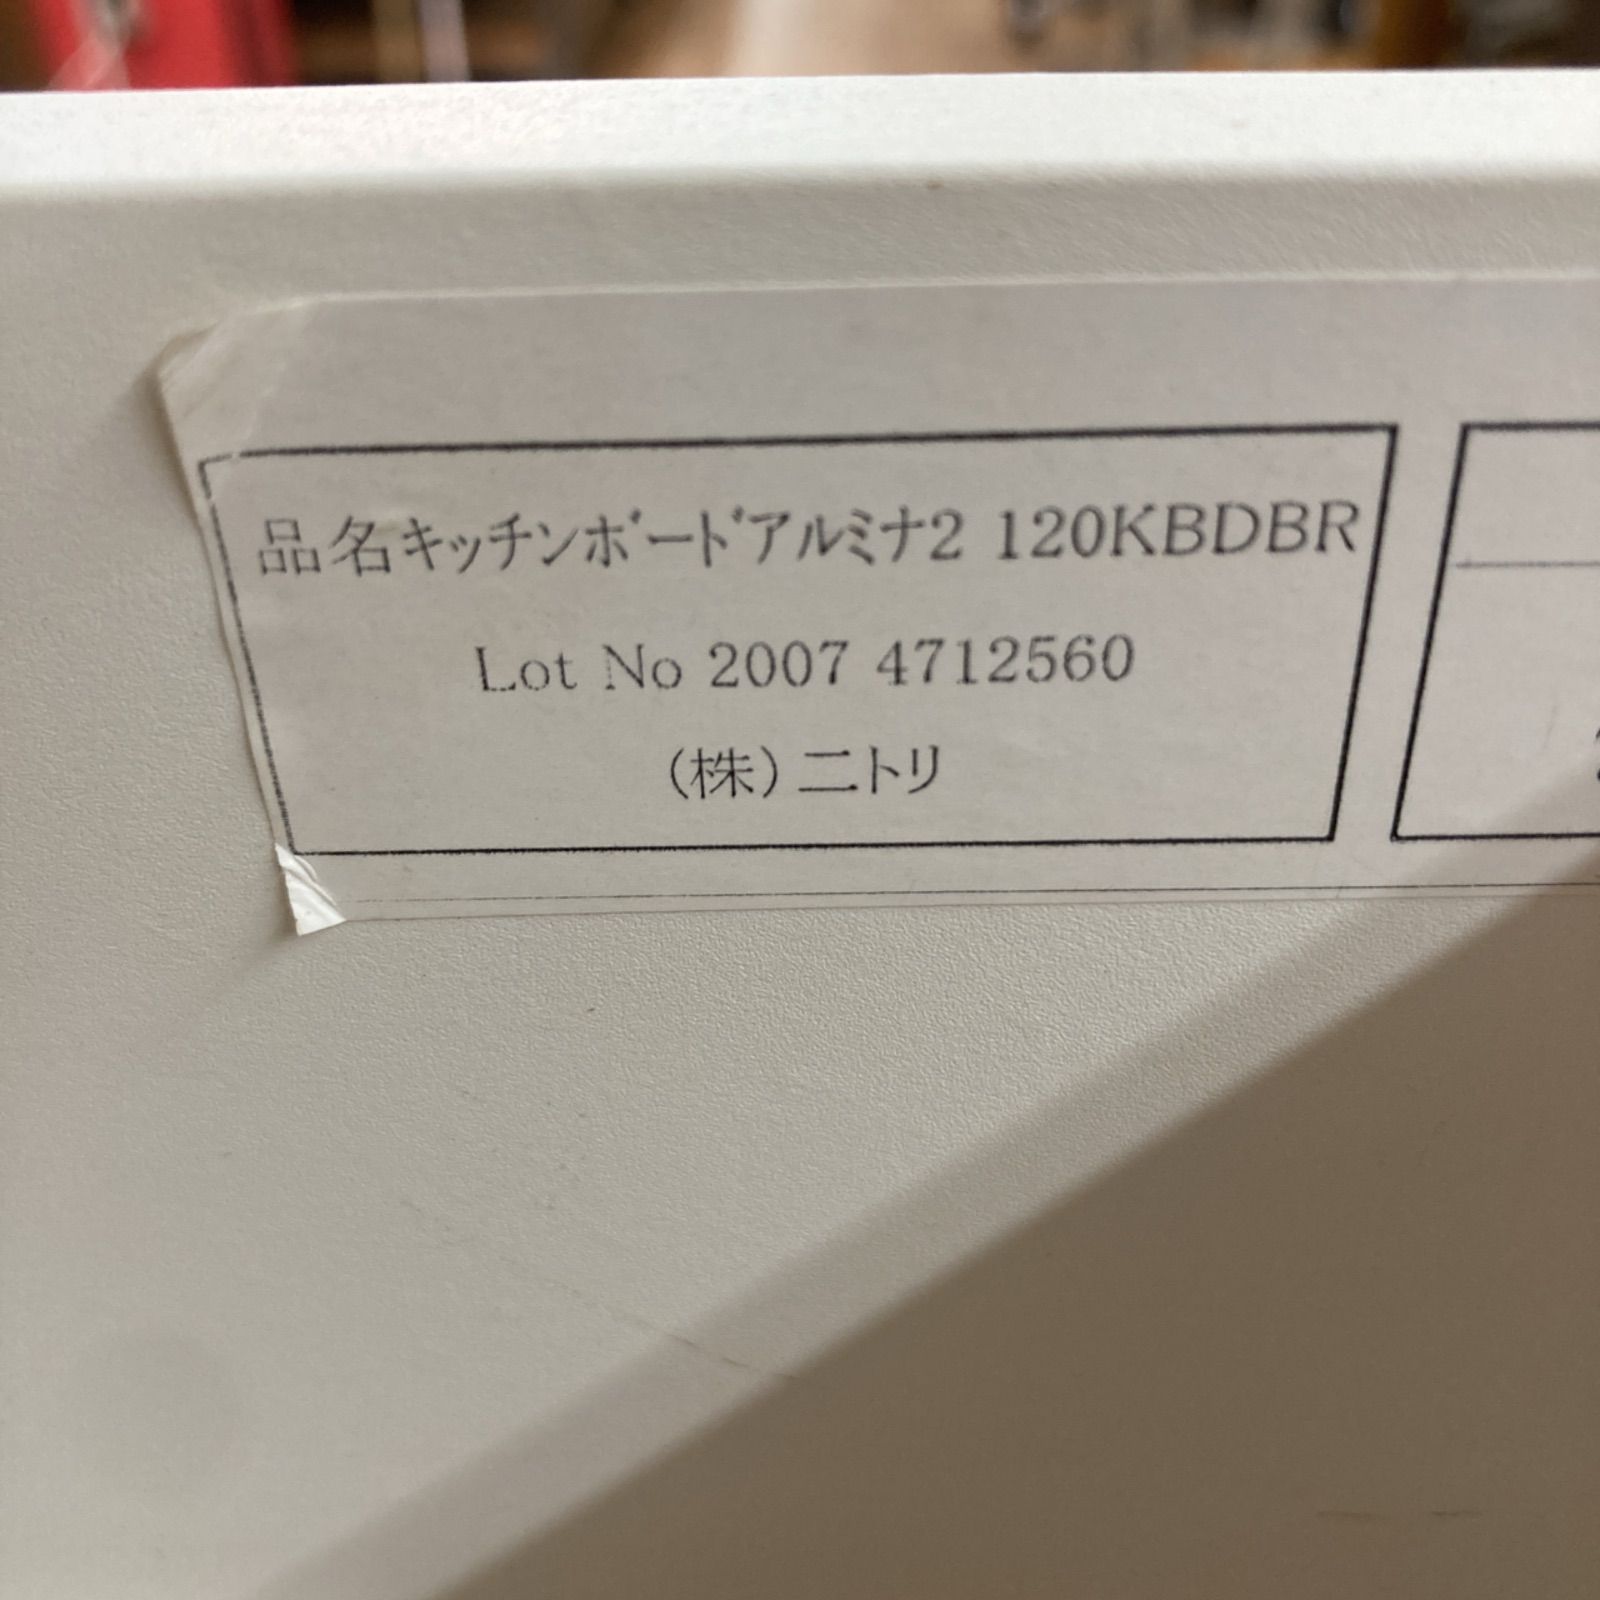 品名キッチンボードアルミナ2 120KBDBR
Lot No 2007 4712560
(株)ニトリ